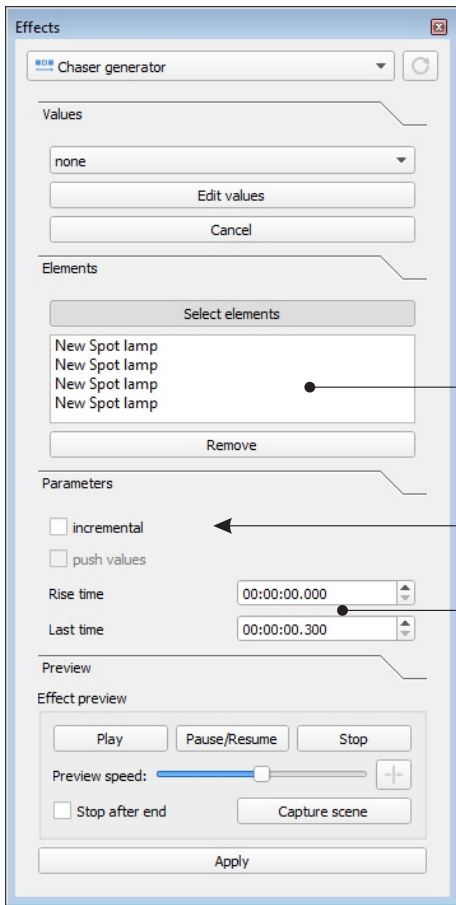 Effects
Chaser generator
Values
none
Edit values
Cancel
Elements
Select elements
New Spot lamp
New Spot lamp
New Spot lamp
New Spot lamp
Remove
Parameters
incremental
push values
Rise time 00:00:00.000
Last time 00:00:00.300
Preview
Effect preview
Play Pause/Resume Stop
Preview speed:
Stop after end Capture scene
Apply